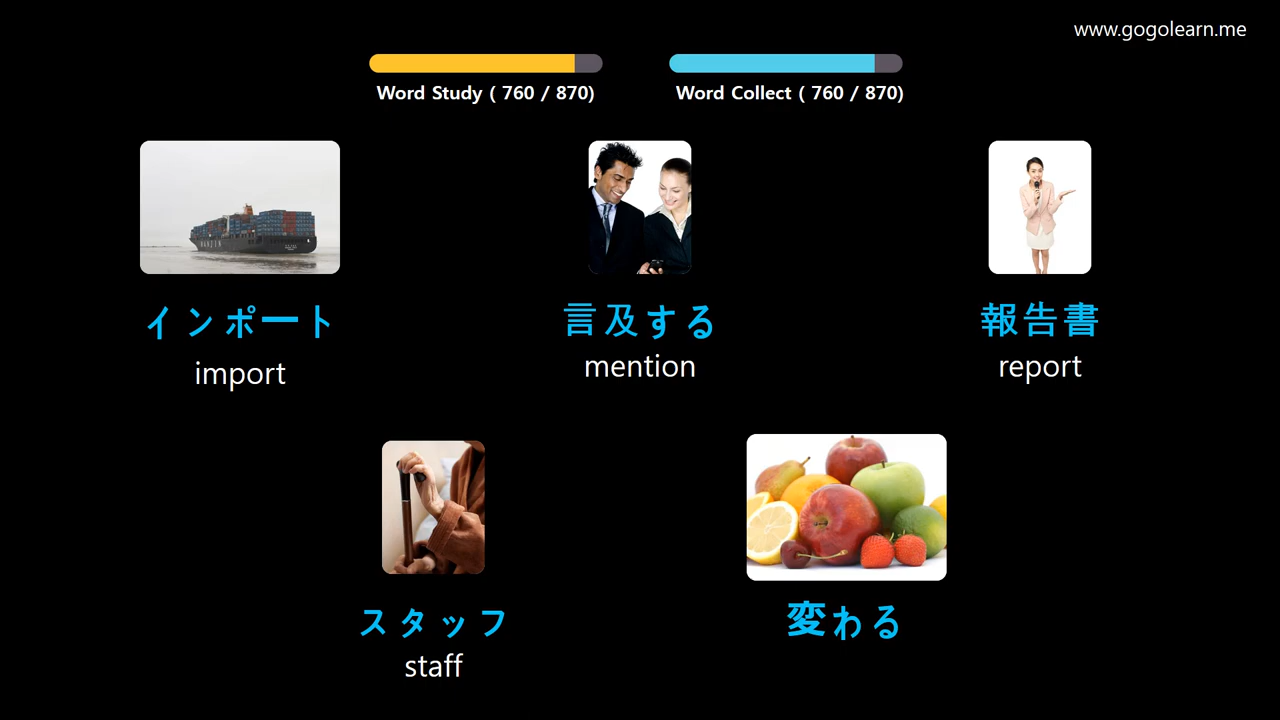 www.gogolearn.me
Word Study ( 760 / 870)
Word Collect ( 760 / 870)
インポート
import
言及する
mention
報告書
report
スタッフ
staff
変わる